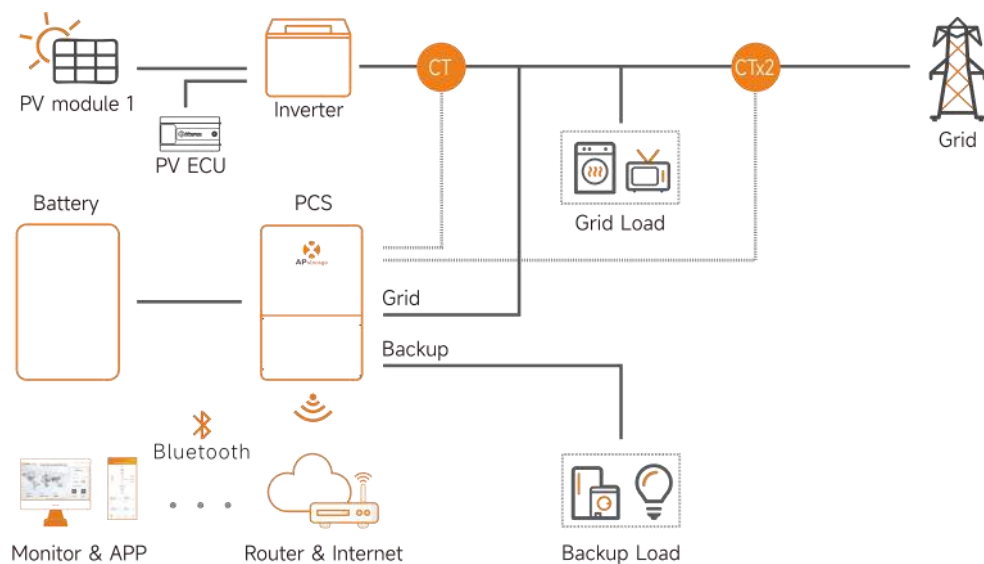 CT
CTx2
PV module 1
Inverter
Grid
PV ECU
Battery
PCS
Grid Load
APstorage
Grid
Backup
Bluetooth
Monitor & APP
Router & Internet
Backup Load